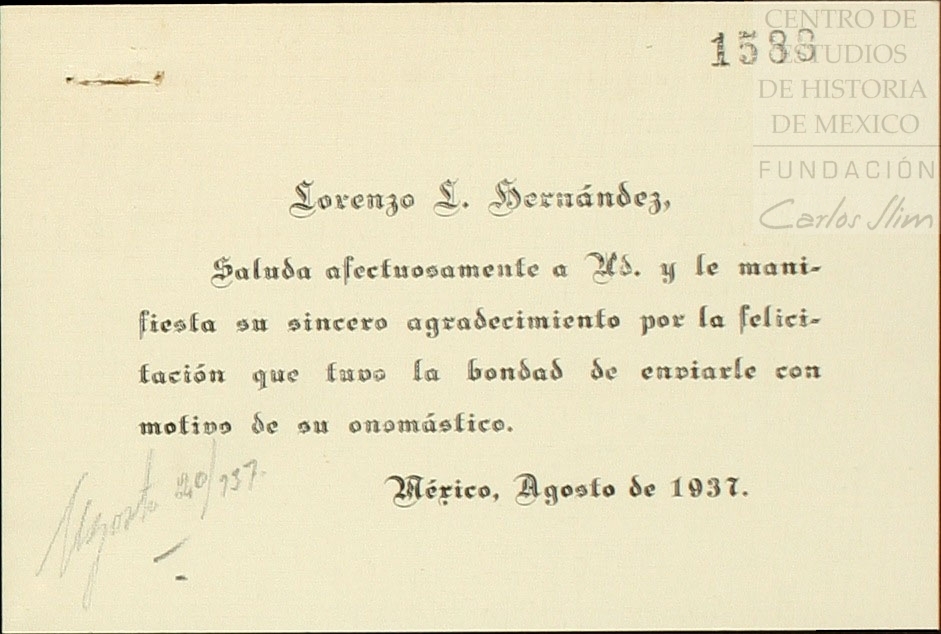 1588
CENTRO DE
ESTUDIOS
DE HISTORIA
DE MEXICO
FUNDACIÓN
Carlos Slim
Lorenzo L. Hernández,
Saluda afectuosamente a Ud. y le mani-
fiesta su sincero agradecimiento por la felici-
tación que tuvo la bondad de enviarle con
motivo de su onomástico.
México, Agosto de 1937.
Agosto 20/937.